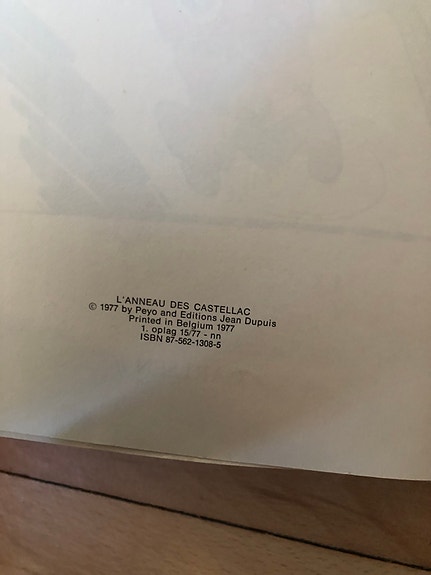 L'ANNEAU DES CASTELLAC
© 1977 by Peyo and Editions Jean Dupuis
Printed in Belgium 1977
1. oplag 15/77 - nn
ISBN 87-562-1308-5